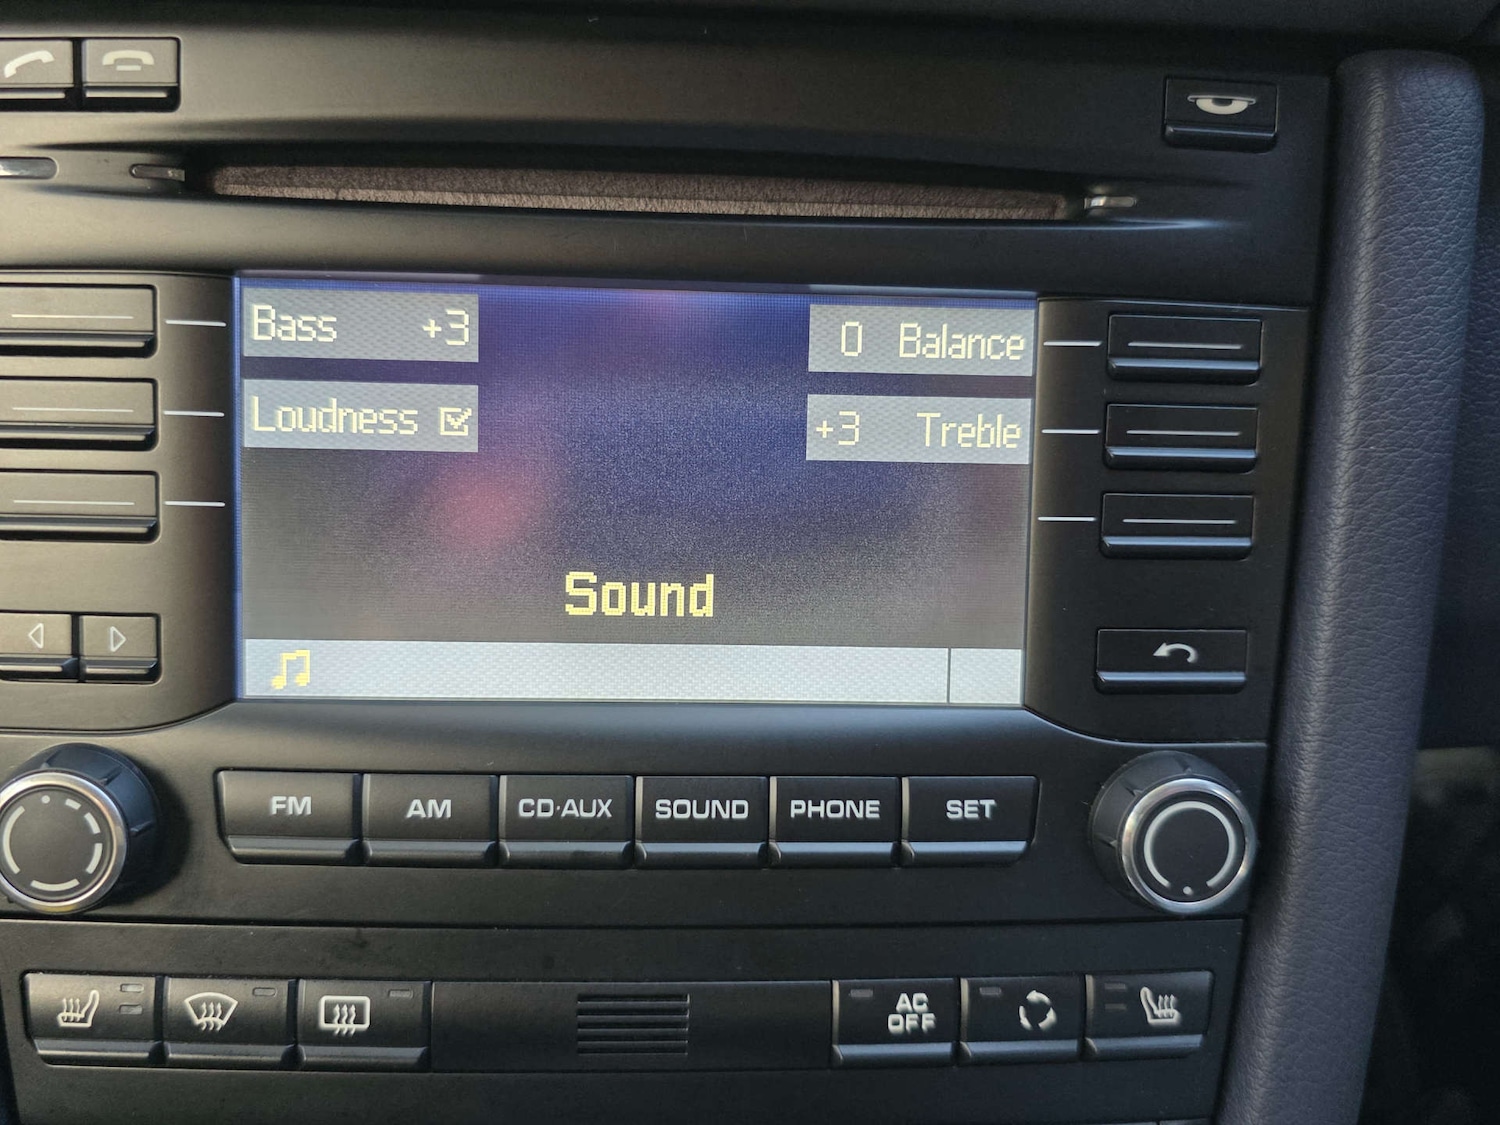 Bass +3
0 Balance
Loudness
+3 Treble
Sound
FM AM CD·AUX SOUND PHONE SET
AC
OFF